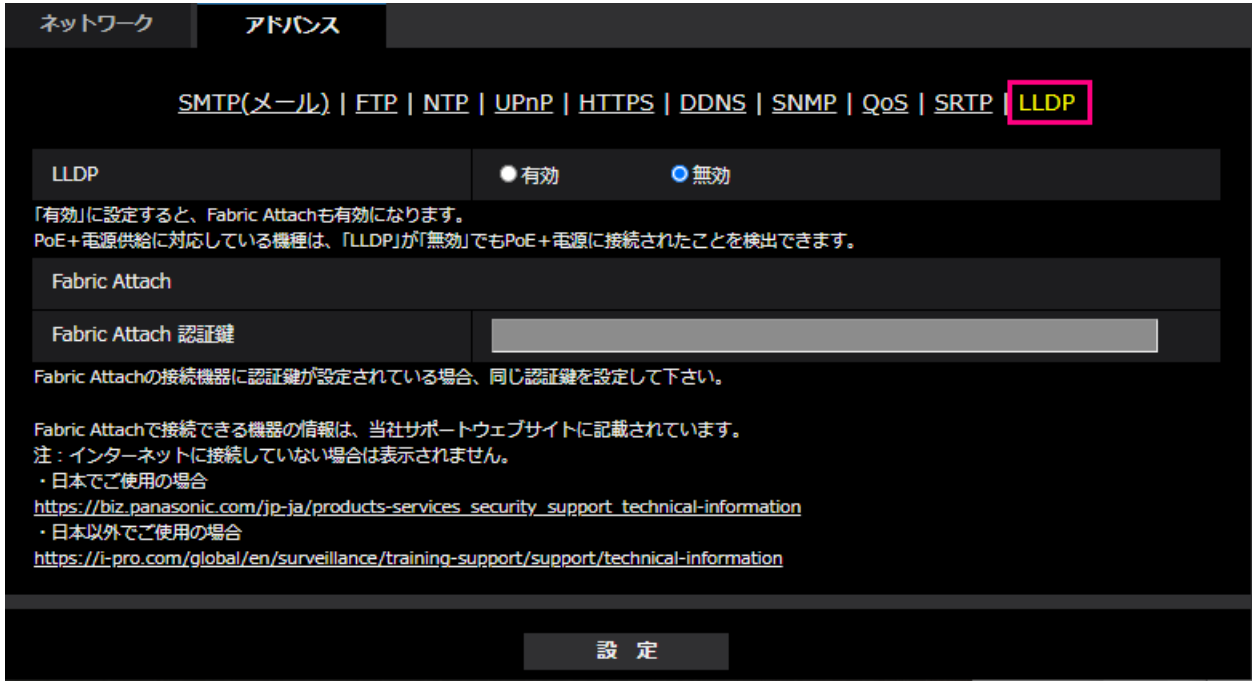 ネットワーク アドバンス
SMTP(メール) | FTP | NTP | UPnP | HTTPS | DDNS | SNMP | QoS | SRTP | LLDP
LLDP 有効 無効
「有効」に設定すると、Fabric Attachも有効になります。
PoE+電源供給に対応している機種は、「LLDP」が「無効」でもPoE+電源に接続されたことを検出できます。
Fabric Attach
Fabric Attach 認証鍵
Fabric Attachの接続機器に認証鍵が設定されている場合、同じ認証鍵を設定して下さい。
Fabric Attachで接続できる機器の情報は、当社サポートウェブサイトに記載されています。
注：インターネットに接続していない場合は表示されません。
・日本でご使用の場合
https://biz.panasonic.com/jp-ja/products-services_security_support_technical-information
・日本以外でご使用の場合
https://i-pro.com/global/en/surveillance/training-support/support/technical-information
設 定